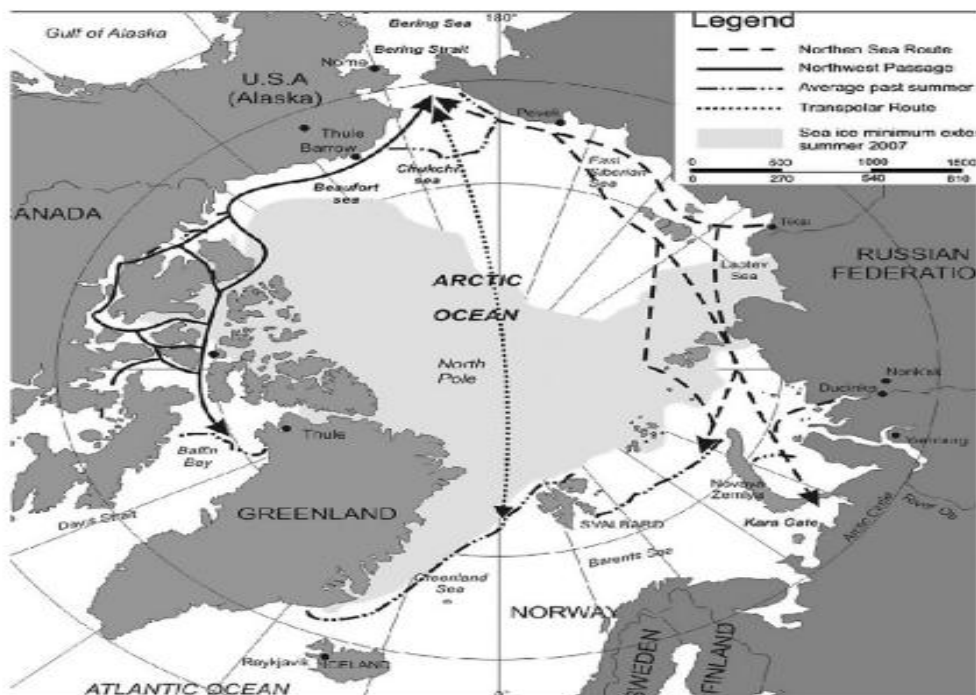 Bering Sea
180°
Gulf of Alaska
Bering Strait
Nome
U.S.A
(Alaska)
Pevek
Thule
Barrow
Chukchi
sea
East
Siberian
Sea
Beaufort
sea
CANADA
Tiksi
Laptev
Sea
RUSSIAN
FEDERATIO
ARCTIC
OCEAN
North
Pole
Dudinka
Thule
Baffin
Bay
Novaya
Zemlya
Davis Strait
GREENLAND
SVALBARD
Kara Gate
Arctic Circle
River Ob
Barents Sea
Greenland
Sea
NORWAY
Reykjavik
ICELAND
SWEDEN
FINLAND
ATLANTIC OCEAN
0°
Legend
Northen Sea Route
Northwest Passage
Average past summer
Transpolar Route
Sea ice minimum exte
summer 2007
0 500 1000 1500
0 270 540 810